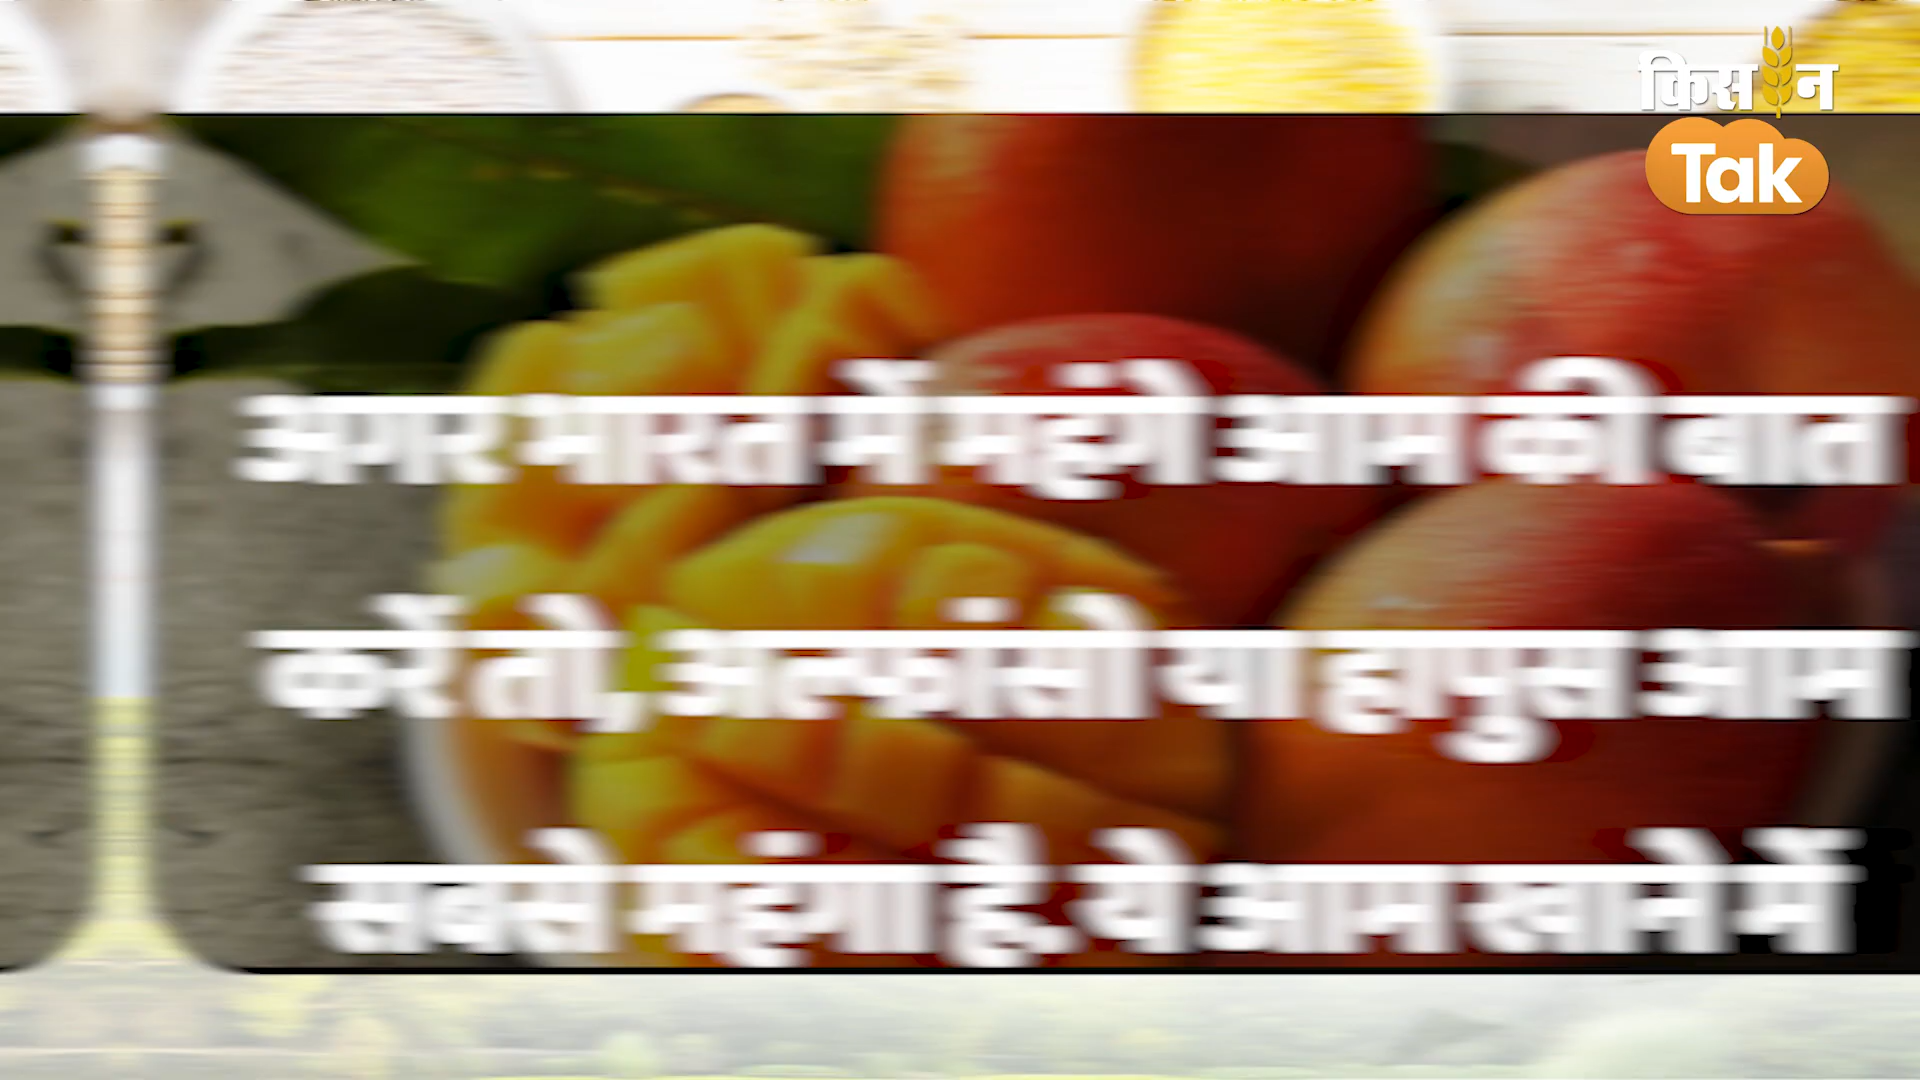 किसान
Tak
अगर भारत में महंगे आम की बात
करें तो, अल्फांसो या हापुस आम
सबसे महंगा है. ये आम खाने में